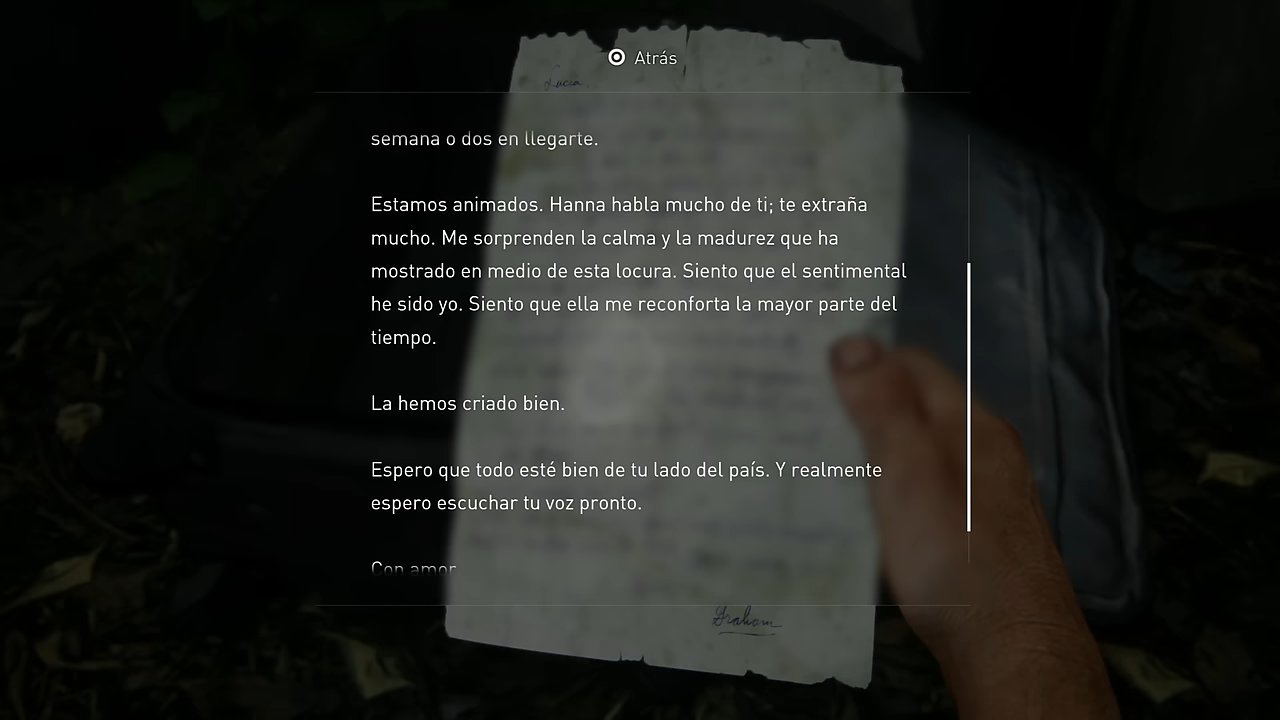 Atrás
Lucia,
semana o dos en llegarte.
Estamos animados. Hanna habla mucho de ti; te extraña
mucho. Me sorprenden la calma y la madurez que ha
mostrado en medio de esta locura. Siento que el sentimental
he sido yo. Siento que ella me reconforta la mayor parte del
tiempo.
La hemos criado bien.
Espero que todo esté bien de tu lado del país. Y realmente
espero escuchar tu voz pronto.
Con amor
Graham